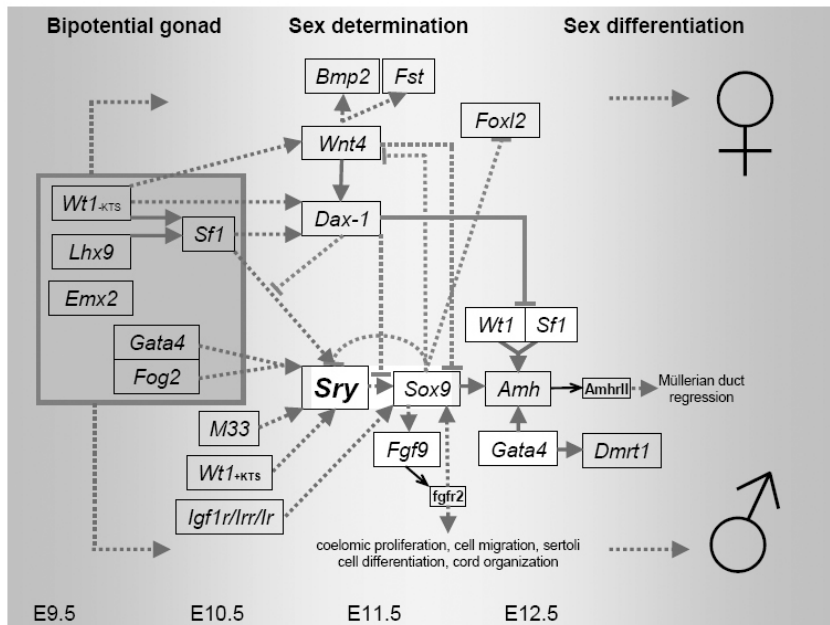 Bipotential gonad
Sex determination
Sex differentiation
Bmp2
Fst
Foxl2
Wnt4
Wt1-KTS
Sf1
Dax-1
Lhx9
Emx2
Wt1
Sf1
Gata4
Fog2
Sry
Sox9
Amh
AmhrII
Müllerian duct
regression
M33
Fgf9
Gata4
Dmrt1
Wt1+KTS
fgfr2
Igf1r/Irr/Ir
coelomic proliferation, cell migration, sertoli
cell differentiation, cord organization
E9.5
E10.5
E11.5
E12.5